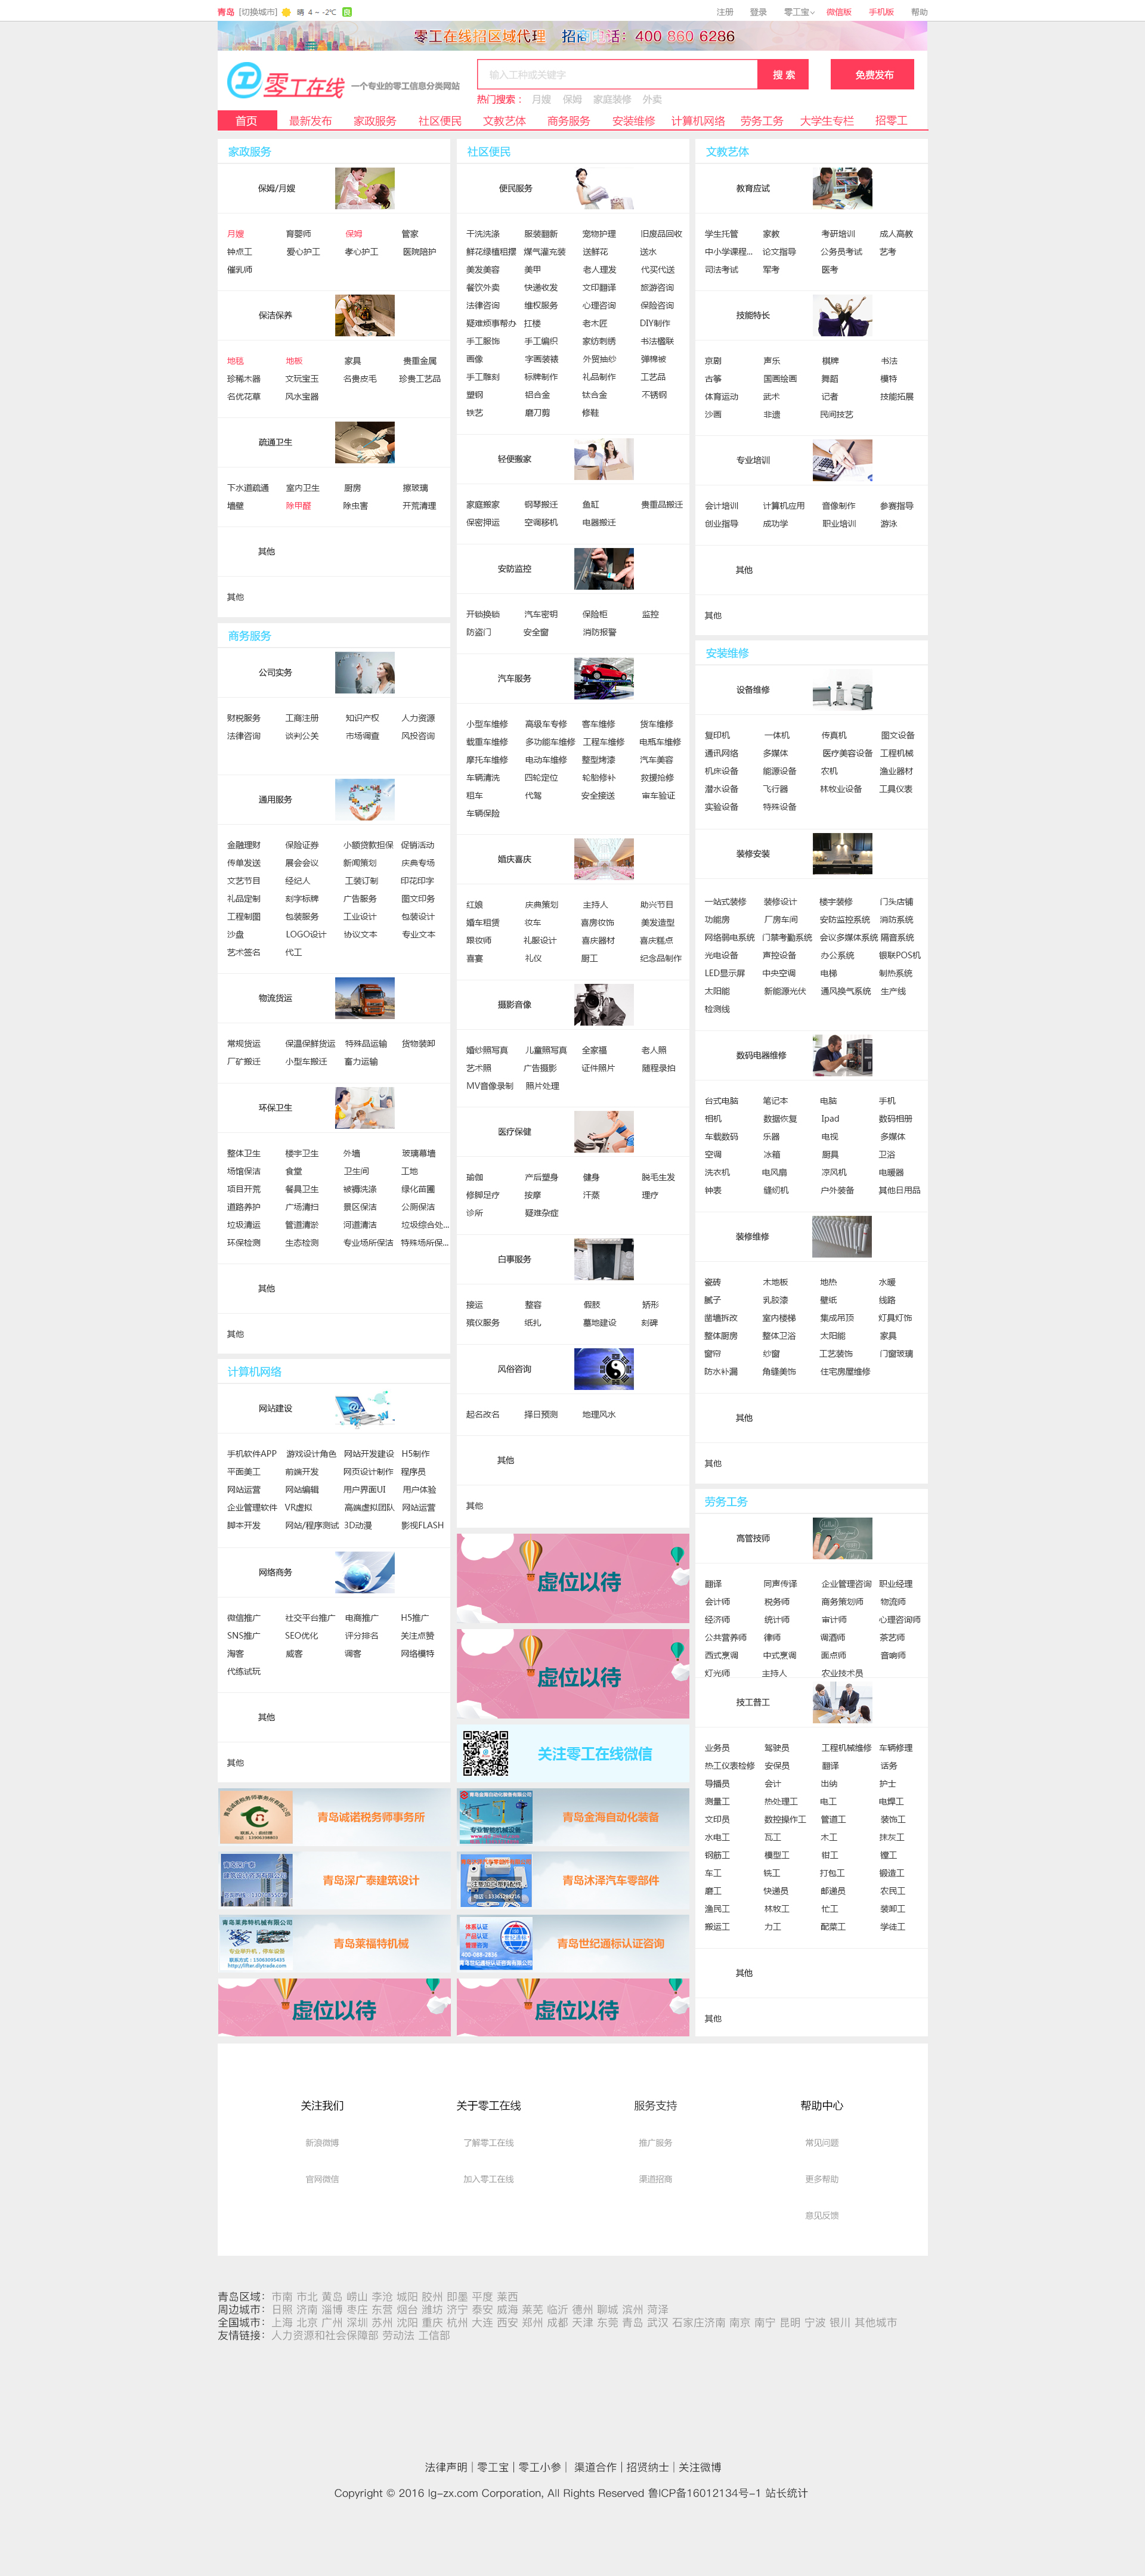 青岛 [切换城市] 晴 4 ~ -2℃ 良 注册 登录 零工宝 微信版 手机版 帮助
零工在线招区域代理 招商电话：400 860 6286
零工在线 一个专业的零工信息分类网站
输入工种或关键字 搜 索 免费发布
热门搜索： 月嫂 保姆 家庭装修 外卖
首页 最新发布 家政服务 社区便民 文教艺体 商务服务 安装维修 计算机网络 劳务工务 大学生专栏 招零工
家政服务
保姆/月嫂
月嫂 育婴师 保姆 管家
钟点工 爱心护工 孝心护工 医院陪护
催乳师
保洁保养
地毯 地板 家具 贵重金属
珍稀木器 文玩宝玉 名贵皮毛 珍贵工艺品
名优花草 风水宝器
疏通卫生
下水道疏通 室内卫生 厨房 擦玻璃
墙壁 除甲醛 除虫害 开荒清理
其他
其他
商务服务
公司实务
财税服务 工商注册 知识产权 人力资源
法律咨询 谈判公关 市场调查 风投咨询
通用服务
金融理财 保险证券 小额贷款担保 促销活动
传单发送 展会会议 新闻策划 庆典专场
文艺节目 经纪人 工装订制 印花印字
礼品定制 刻字标牌 广告服务 图文印务
工程制图 包装服务 工业设计 包装设计
沙盘 LOGO设计 协议文本 专业文本
艺术签名 代工
物流货运
常规货运 保温保鲜货运 特殊品运输 货物装卸
厂矿搬迁 小型车搬迁 畜力运输
环保卫生
整体卫生 楼宇卫生 外墙 玻璃幕墙
场馆保洁 食堂 卫生间 工地
项目开荒 餐具卫生 被褥洗涤 绿化苗圃
道路养护 广场清扫 景区保洁 公厕保洁
垃圾清运 管道清淤 河道清洁 垃圾综合处...
环保检测 生态检测 专业场所保洁 特殊场所保...
其他
其他
计算机网络
网站建设
手机软件APP 游戏设计角色 网站开发建设 H5制作
平面美工 前端开发 网页设计制作 程序员
网站运营 网站编辑 用户界面UI 用户体验
企业管理软件 VR虚拟 高端虚拟团队 网站运营
脚本开发 网站/程序测试 3D动漫 影视FLASH
网络商务
微信推广 社交平台推广 电商推广 H5推广
SNS推广 SEO优化 评分排名 关注点赞
淘客 威客 调客 网络模特
代练试玩
其他
其他
社区便民
便民服务
干洗洗涤 服装翻新 宠物护理 旧废品回收
鲜花绿植租摆 煤气灌充装 送鲜花 送水
美发美容 美甲 老人理发 代买代送
餐饮外卖 快递收发 文印翻译 旅游咨询
法律咨询 维权服务 心理咨询 保险咨询
疑难烦事帮办 扛楼 老木匠 DIY制作
手工服饰 手工编织 家纺刺绣 书法楹联
画像 字画装裱 外贸抽纱 弹棉被
手工雕刻 标牌制作 礼品制作 工艺品
塑钢 铝合金 钛合金 不锈钢
铁艺 磨刀剪 修鞋
轻便搬家
家庭搬家 钢琴搬迁 鱼缸 贵重品搬迁
保密押运 空调移机 电器搬迁
安防监控
开锁换锁 汽车密钥 保险柜 监控
防盗门 安全窗 消防报警
汽车服务
小型车维修 高级车专修 客车维修 货车维修
载重车维修 多功能车维修 工程车维修 电瓶车维修
摩托车维修 电动车维修 整型烤漆 汽车美容
车辆清洗 四轮定位 轮胎修补 救援抢修
租车 代驾 安全接送 审车验证
车辆保险
婚庆喜庆
红娘 庆典策划 主持人 助兴节目
婚车租赁 妆车 喜房妆饰 美发造型
跟妆师 礼服设计 喜庆器材 喜庆糕点
喜宴 礼仪 厨工 纪念品制作
摄影音像
婚纱照写真 儿童照写真 全家福 老人照
艺术照 广告摄影 证件照片 随程录拍
MV音像录制 照片处理
医疗保健
瑜伽 产后塑身 健身 脱毛生发
修脚足疗 按摩 汗蒸 理疗
诊所 疑难杂症
白事服务
接运 整容 假肢 矫形
殡仪服务 纸扎 墓地建设 刻碑
风俗咨询
起名改名 择日预测 地理风水
其他
其他
虚位以待
虚位以待
关注零工在线微信
文教艺体
教育应试
学生托管 家教 考研培训 成人高教
中小学课程... 论文指导 公务员考试 艺考
司法考试 军考 医考
技能特长
京剧 声乐 棋牌 书法
古筝 国画绘画 舞蹈 模特
体育运动 武术 记者 技能拓展
沙画 非遗 民间技艺
专业培训
会计培训 计算机应用 音像制作 参赛指导
创业指导 成功学 职业培训 游泳
其他
其他
安装维修
设备维修
复印机 一体机 传真机 图文设备
通讯网络 多媒体 医疗美容设备 工程机械
机床设备 能源设备 农机 渔业器材
潜水设备 飞行器 林牧业设备 工具仪表
实验设备 特殊设备
装修安装
一站式装修 装修设计 楼宇装修 门头店铺
功能房 厂房车间 安防监控系统 消防系统
网络弱电系统 门禁考勤系统 会议多媒体系统 隔音系统
光电设备 声控设备 办公系统 银联POS机
LED显示屏 中央空调 电梯 制热系统
太阳能 新能源光伏 通风换气系统 生产线
检测线
数码电器维修
台式电脑 笔记本 电脑 手机
相机 数据恢复 Ipad 数码相册
车载数码 乐器 电视 多媒体
空调 冰箱 厨具 卫浴
洗衣机 电风扇 凉风机 电暖器
钟表 缝纫机 户外装备 其他日用品
装修维修
瓷砖 木地板 地热 水暖
腻子 乳胶漆 壁纸 线路
凿墙拆改 室内楼梯 集成吊顶 灯具灯饰
整体厨房 整体卫浴 太阳能 家具
窗帘 纱窗 工艺装饰 门窗玻璃
防水补漏 角缝美饰 住宅房屋维修
其他
其他
劳务工务
高管技师
翻译 同声传译 企业管理咨询 职业经理
会计师 税务师 商务策划师 物流师
经济师 统计师 审计师 心理咨询师
公共营养师 律师 调酒师 茶艺师
西式烹调 中式烹调 面点师 音响师
灯光师 主持人 农业技术员
技工普工
业务员 驾驶员 工程机械维修 车辆修理
热工仪表检修 安保员 翻译 话务
导播员 会计 出纳 护士
测量工 热处理工 电工 电焊工
文印员 数控操作工 管道工 装饰工
水电工 瓦工 木工 抹灰工
钢筋工 模型工 钳工 镗工
车工 铣工 打包工 锻造工
磨工 快递员 邮递员 农民工
渔民工 林牧工 忙工 装卸工
搬运工 力工 配菜工 学徒工
其他
其他
青岛诚诺税务师事务所 青岛金海自动化装备
青岛深广泰建筑设计 青岛沐泽汽车零部件
青岛莱福特机械 青岛世纪通标认证咨询
虚位以待 虚位以待
关注我们 关于零工在线 服务支持 帮助中心
新浪微博 了解零工在线 推广服务 常见问题
官网微信 加入零工在线 渠道招商 更多帮助
意见反馈
青岛区域： 市南 市北 黄岛 崂山 李沧 城阳 胶州 即墨 平度 莱西
周边城市： 日照 济南 淄博 枣庄 东营 烟台 潍坊 济宁 泰安 威海 莱芜 临沂 德州 聊城 滨州 菏泽
全国城市： 上海 北京 广州 深圳 苏州 沈阳 重庆 杭州 大连 西安 郑州 成都 天津 东莞 青岛 武汉 石家庄济南 南京 南宁 昆明 宁波 银川 其他城市
友情链接： 人力资源和社会保障部 劳动法 工信部
法律声明 | 零工宝 | 零工小参 | 渠道合作 | 招贤纳士 | 关注微博
Copyright © 2016 lg-zx.com Corporation, All Rights Reserved 鲁ICP备16012134号-1 站长统计